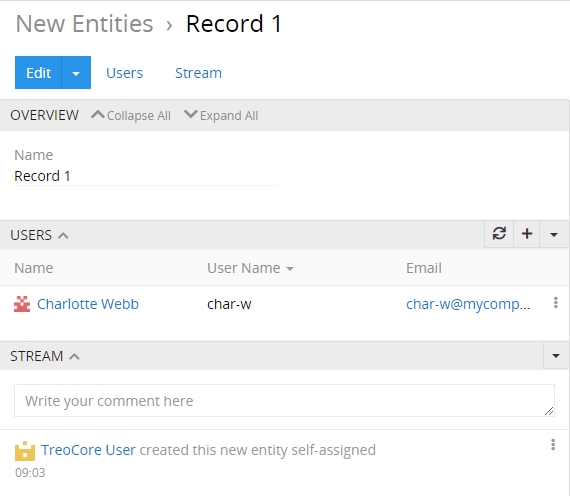 New Entities › Record 1
Edit Users Stream
OVERVIEW Collapse All Expand All
Name
Record 1
USERS
Name User Name Email
Charlotte Webb char-w char-w@mycomp...
STREAM
Write your comment here
TreoCore User created this new entity self-assigned
09:03